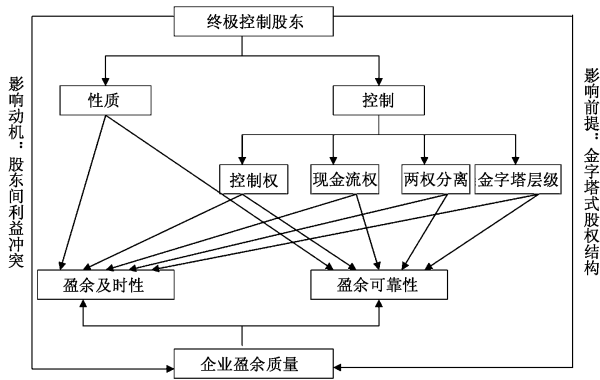 终极控制股东
性质
控制
控制权
现金流权
两权分离
金字塔层级
盈余及时性
盈余可靠性
企业盈余质量
影响动机：股东间利益冲突
影响前提：金字塔式股权结构